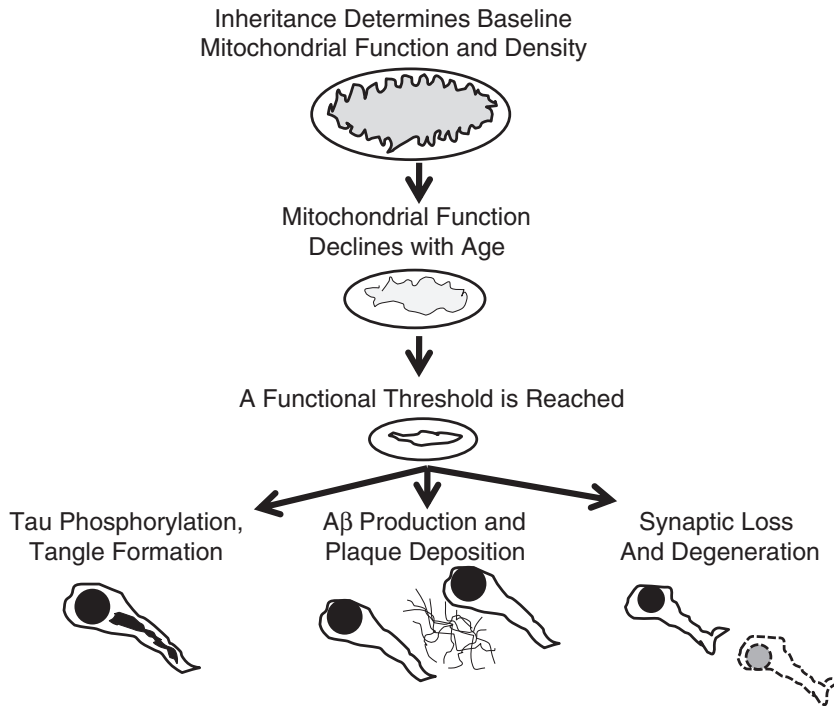 Inheritance Determines Baseline
Mitochondrial Function and Density
Mitochondrial Function
Declines with Age
A Functional Threshold is Reached
Tau Phosphorylation,
Tangle Formation
Aβ Production and
Plaque Deposition
Synaptic Loss
And Degeneration